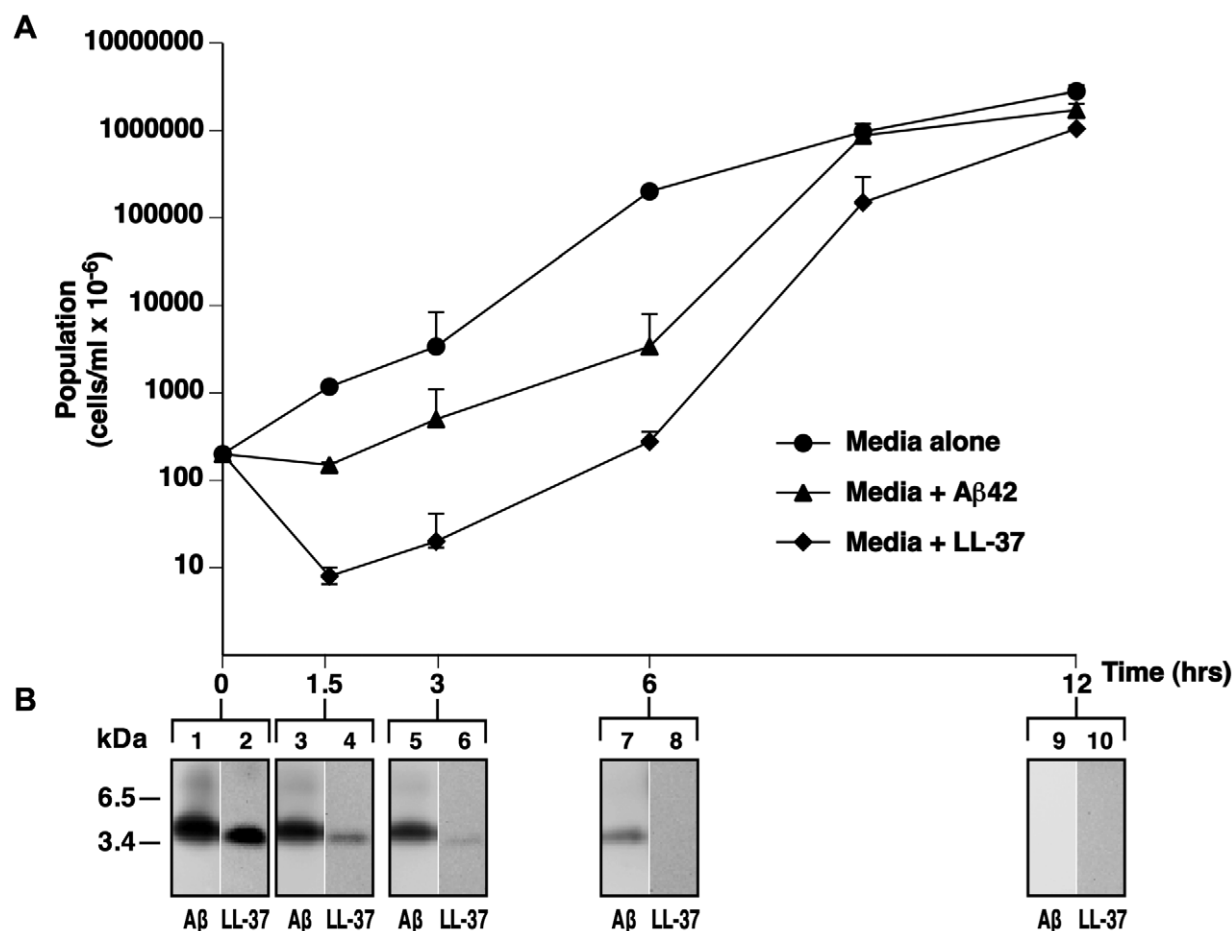 A
10000000
1000000
100000
10000
1000
100
10
Population
(cells/ml x 10-6)
Media alone
Media + Aβ42
Media + LL-37
0 1.5 3 6 12 Time (hrs)
B
kDa 1 2 3 4 5 6 7 8 9 10
6.5
3.4
Aβ LL-37 Aβ LL-37 Aβ LL-37 Aβ LL-37 Aβ LL-37